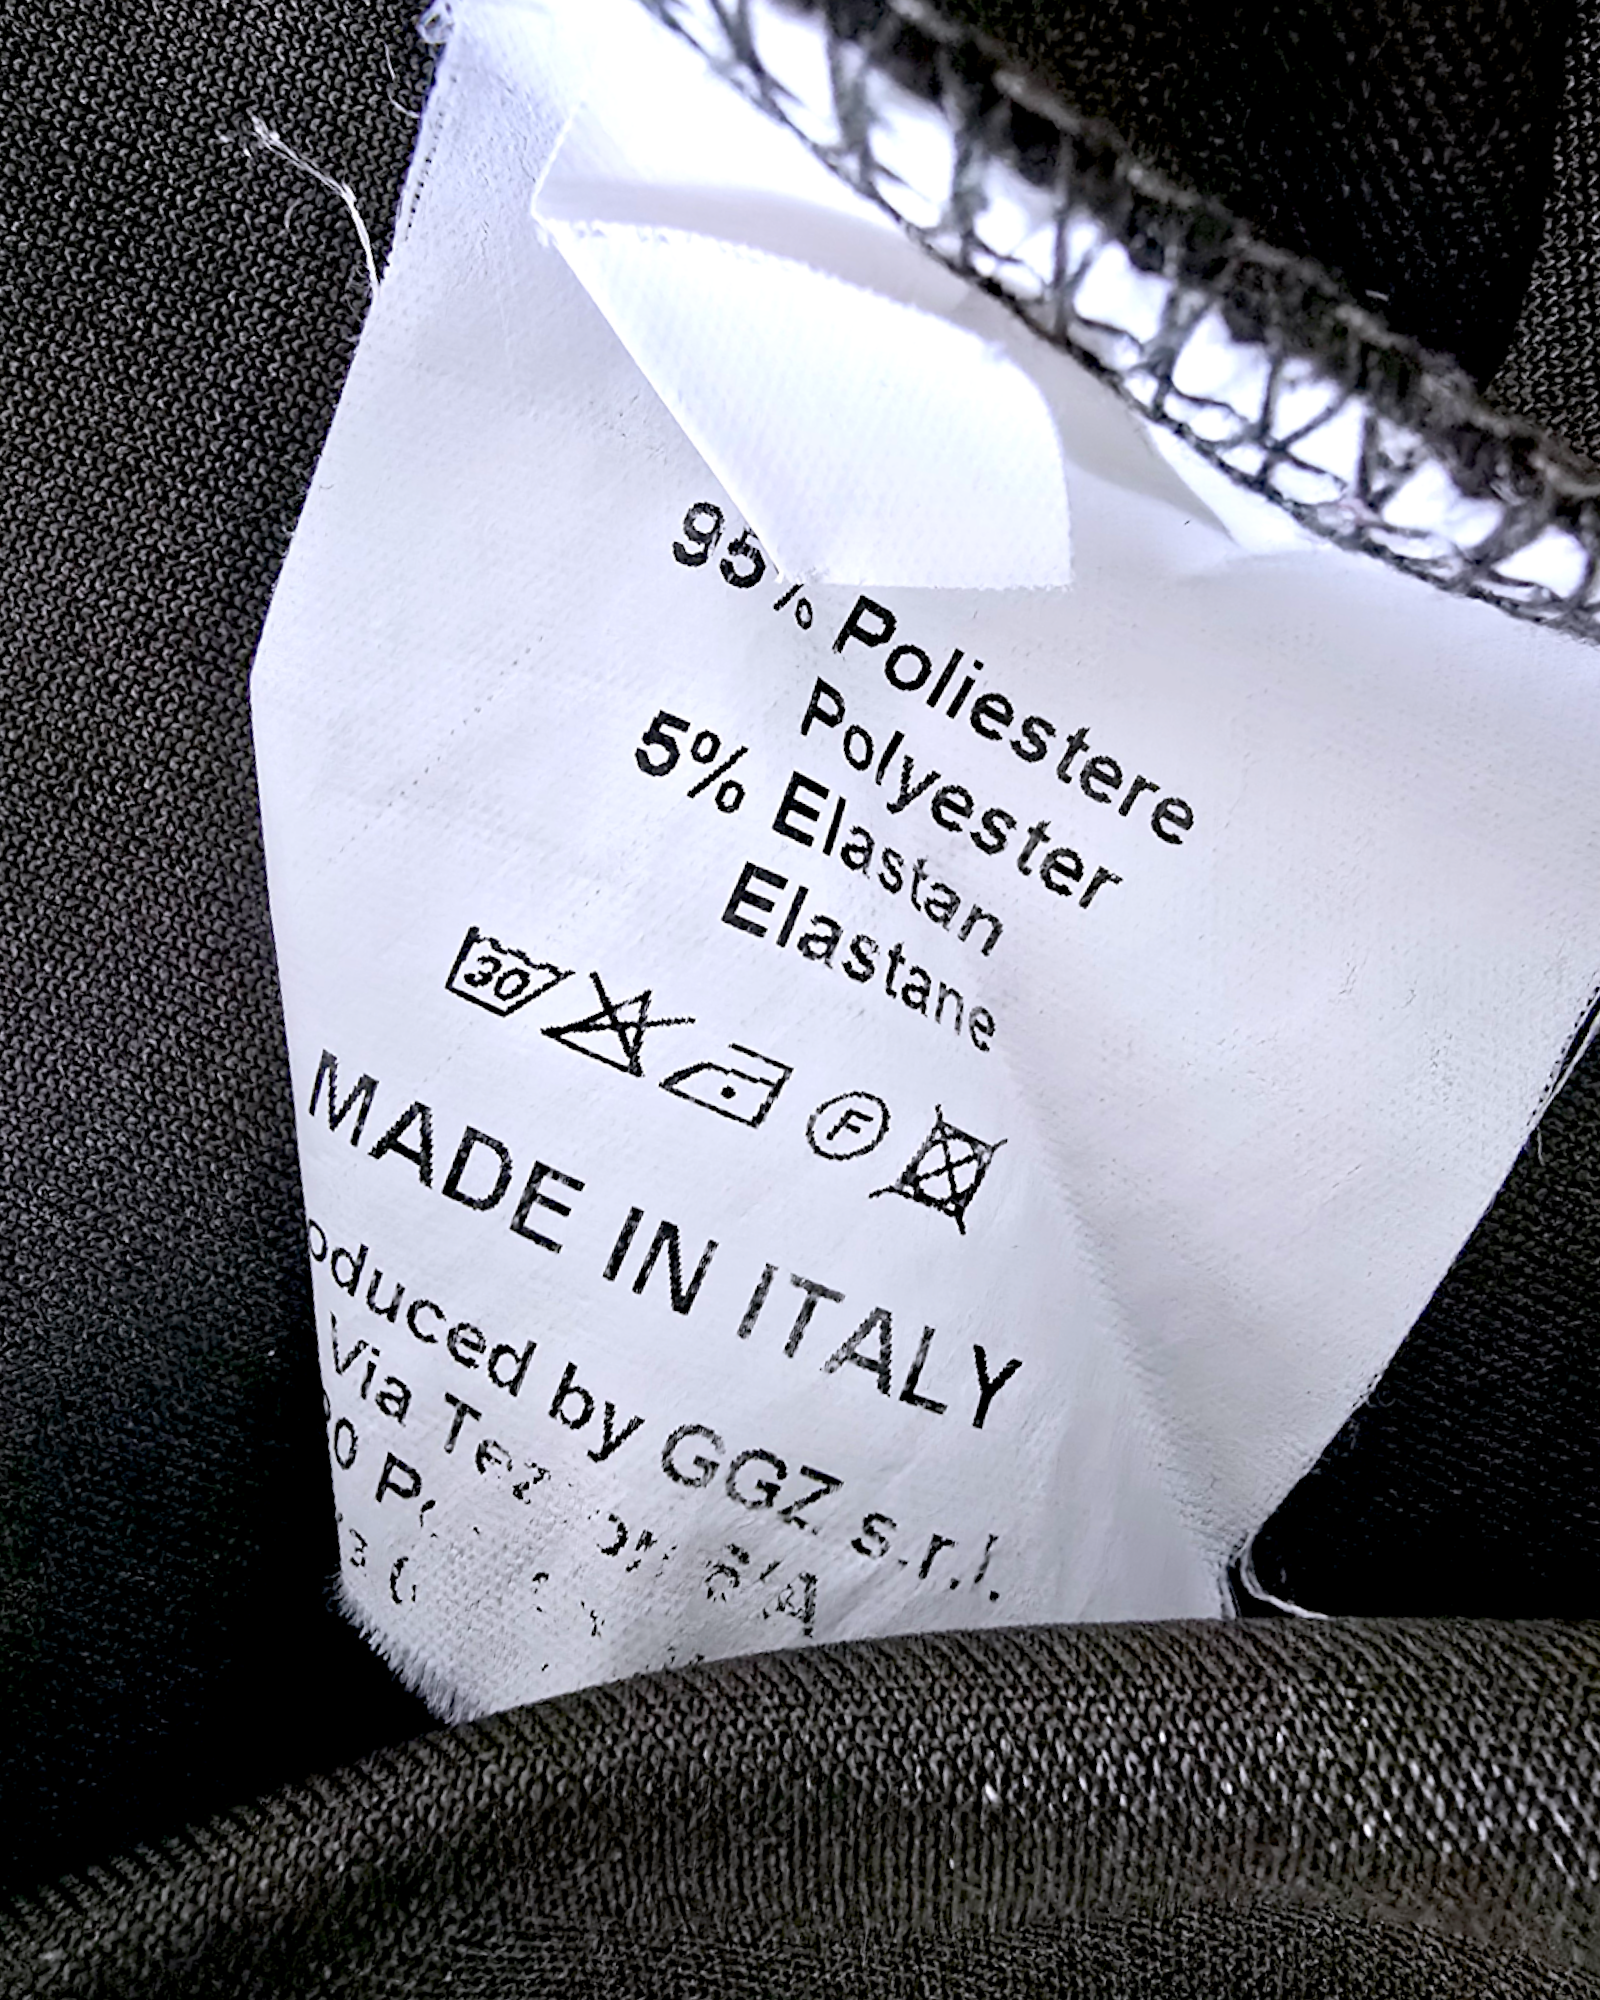 95% Poliestere
Polyester
5% Elastan
Elastane
30
F
MADE IN ITALY
oduced by GGZ s.r.l.
Via